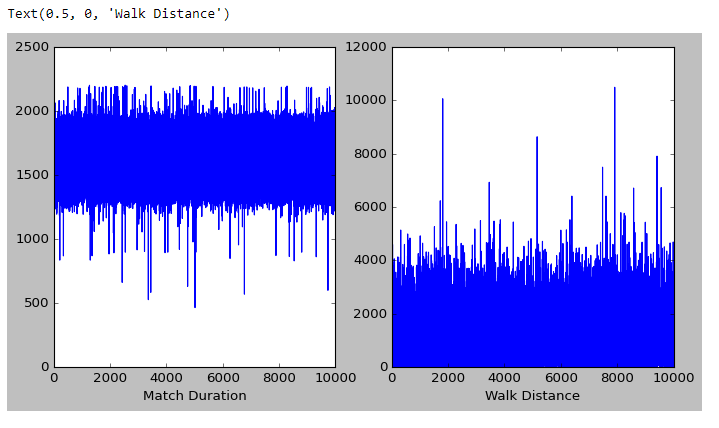 Text(0.5, 0, 'Walk Distance')
2500
2000
1500
1000
500
0
0 2000 4000 6000 8000 10000
Match Duration
12000
10000
8000
6000
4000
2000
0
0 2000 4000 6000 8000 10000
Walk Distance